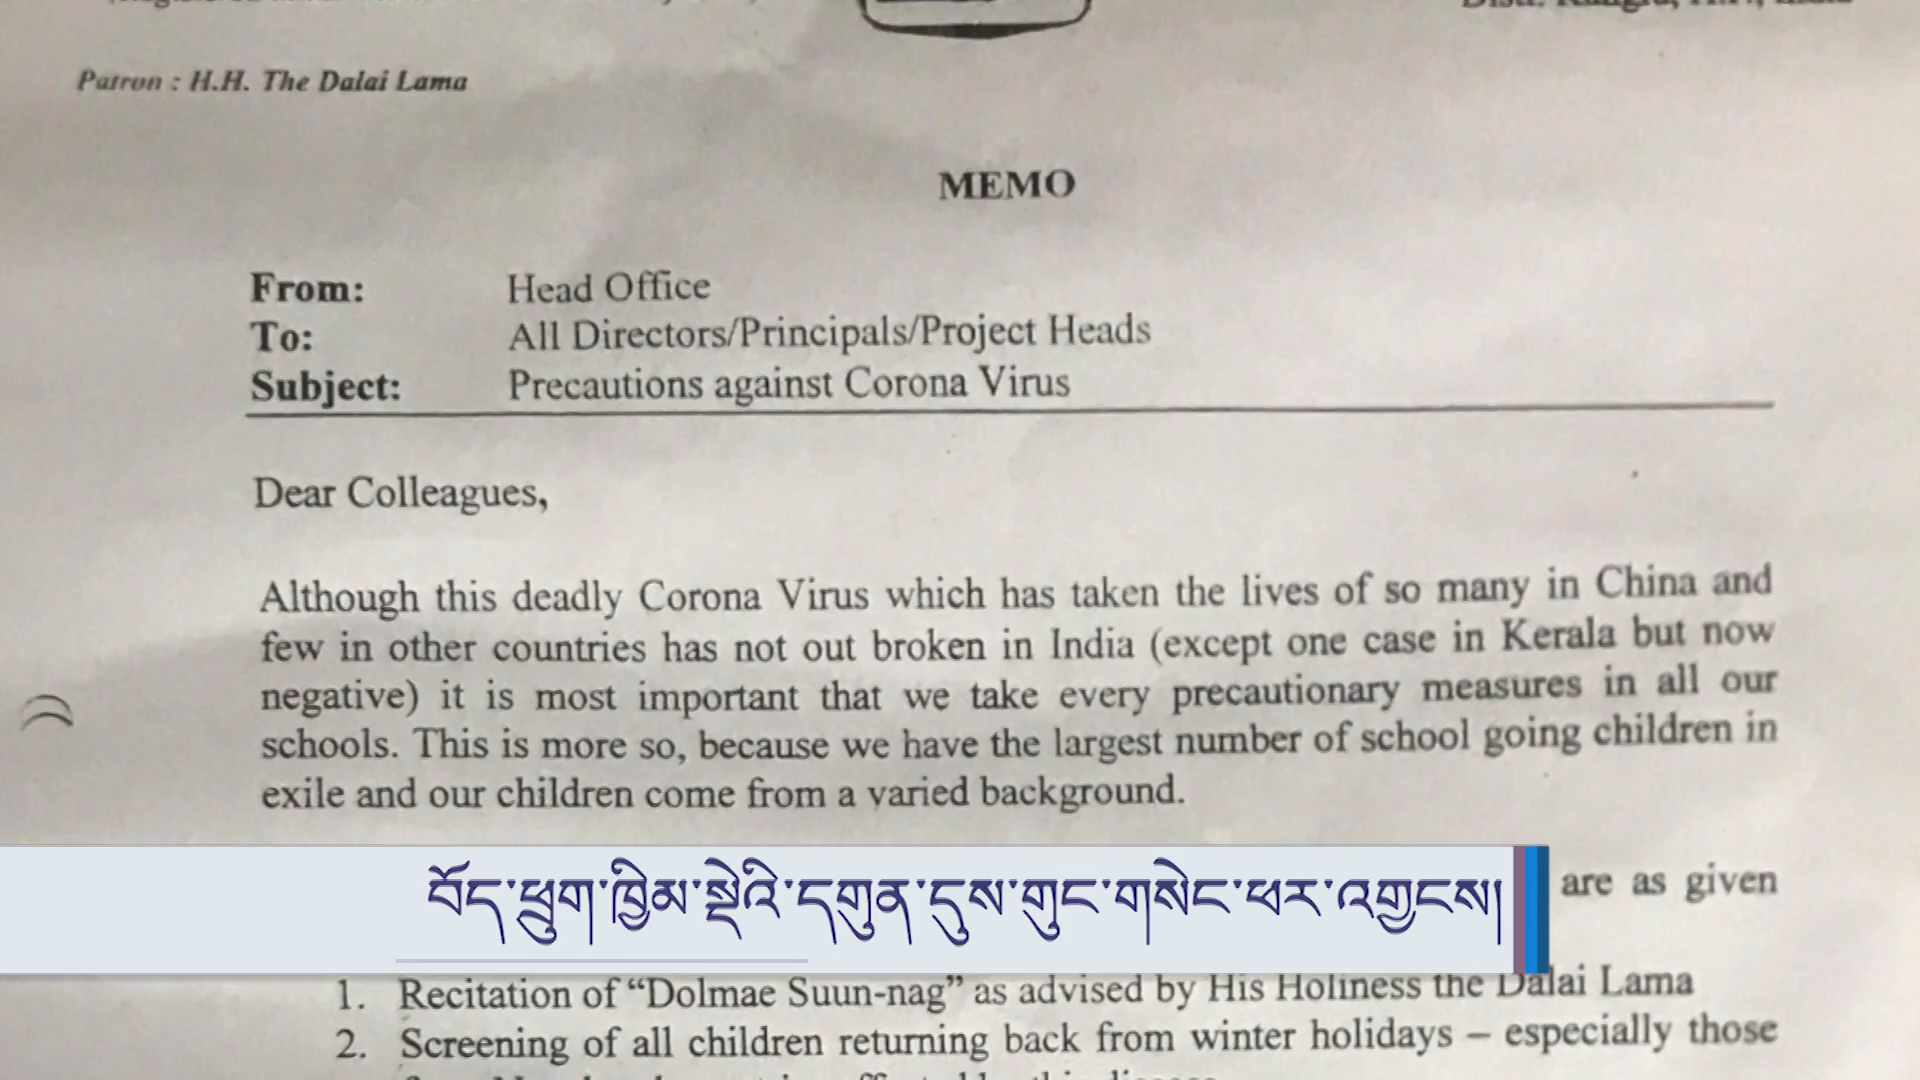 Patron : H.H. The Dalai Lama
MEMO
From: Head Office
To: All Directors/Principals/Project Heads
Subject: Precautions against Corona Virus
Dear Colleagues,
Although this deadly Corona Virus which has taken the lives of so many in China and
few in other countries has not out broken in India (except one case in Kerala but now
negative) it is most important that we take every precautionary measures in all our
schools. This is more so, because we have the largest number of school going children in
exile and our children come from a varied background.
are as given
བོད་ཕྲུག་ཁྱིམ་སྡེའི་དགུན་དུས་གུང་གསེང་ཕར་འགྱངས།
1. Recitation of “Dolmae Suun-nag” as advised by His Holiness the Dalai Lama
2. Screening of all children returning back from winter holidays – especially those